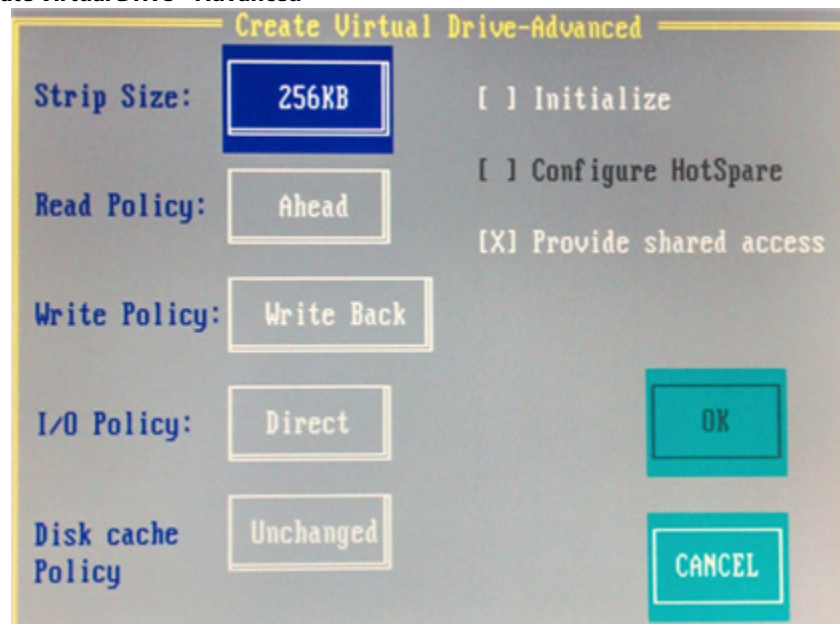 Create Virtual Drive-Advanced
Strip Size: 256KB
[ ] Initialize
[ ] Configure HotSpare
Read Policy: Ahead
[X] Provide shared access
Write Policy: Write Back
I/O Policy: Direct
OK
Disk cache Policy
Unchanged
CANCEL